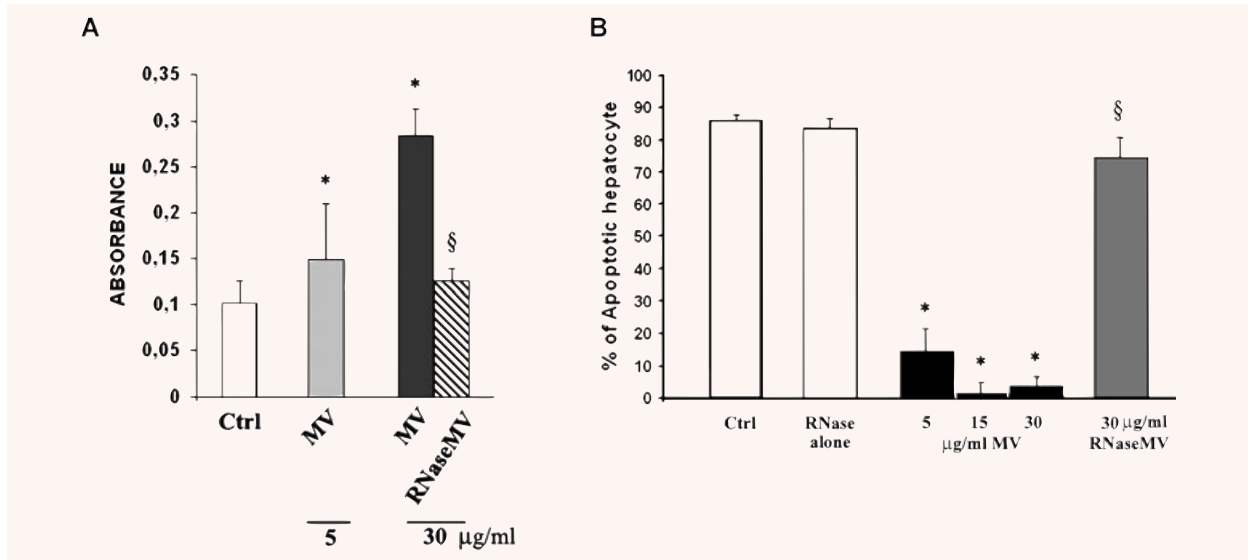 A
ABSORBANCE
0,35
0,3
0,25
0,2
0,15
0,1
0,05
0
*
*
§
Ctrl
MV
MV
RNaseMV
5
30 μg/ml
B
% of Apoptotic hepatocyte
100
90
80
70
60
50
40
30
20
10
0
*
*
*
§
Ctrl
RNase
alone
5 15 30
μg/ml MV
30 μg/ml
RNaseMV